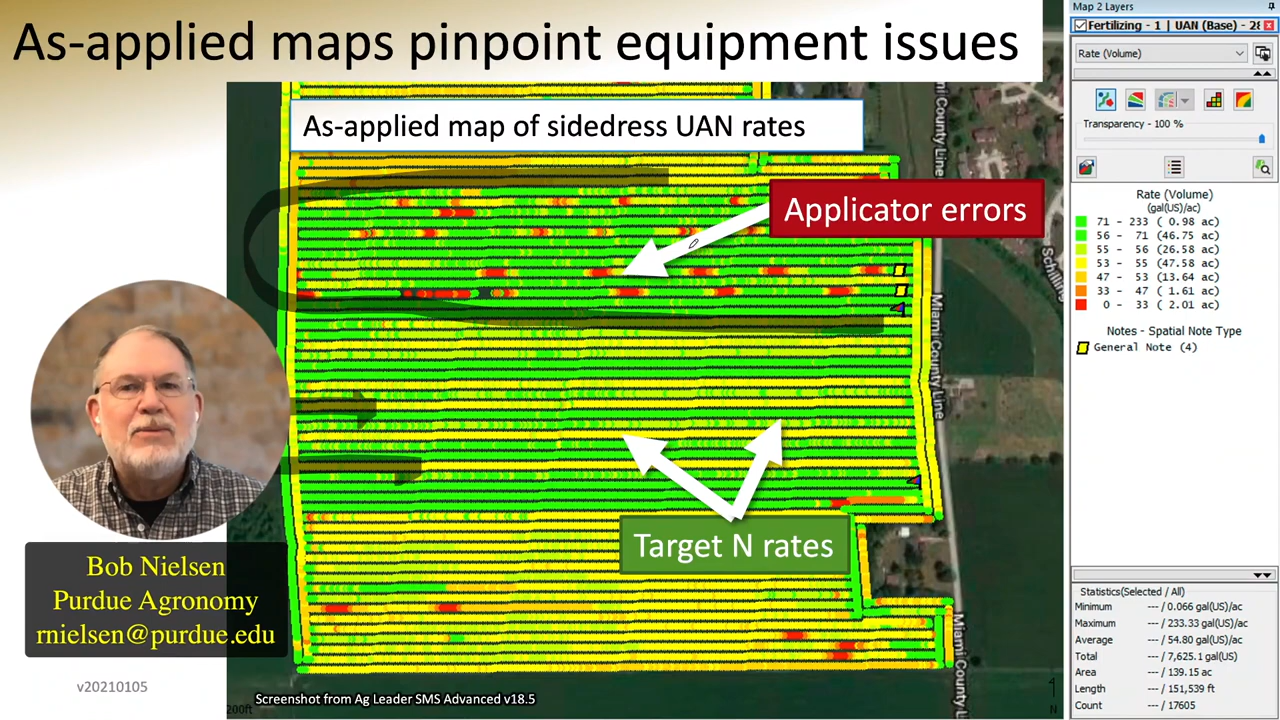 As-applied maps pinpoint equipment issues
As-applied map of sidedress UAN rates
Applicator errors
Target N rates
Bob Nielsen
Purdue Agronomy
rnielsen@purdue.edu
v20210105
Screenshot from Ag Leader SMS Advanced v18.5
200ft
N
Miami County Line
Miami County Line
Map 2 Layers
Fertilizing - 1 | UAN (Base) - 28
Rate (Volume)
Transparency - 100 %
Rate (Volume)
(gal(US)/ac)
71 - 233 ( 0.98 ac)
56 - 71 (46.75 ac)
55 - 56 (26.58 ac)
53 - 55 (47.58 ac)
47 - 53 (13.64 ac)
33 - 47 ( 1.61 ac)
0 - 33 ( 2.01 ac)
Notes - Spatial Note Type
General Note (4)
Statistics(Selected / All)
Minimum --- / 0.066 gal(US)/ac
Maximum --- / 233.33 gal(US)/ac
Average --- / 54.80 gal(US)/ac
Total --- / 7,625.1 gal(US)
Area --- / 139.15 ac
Length --- / 151,539 ft
Count --- / 17605